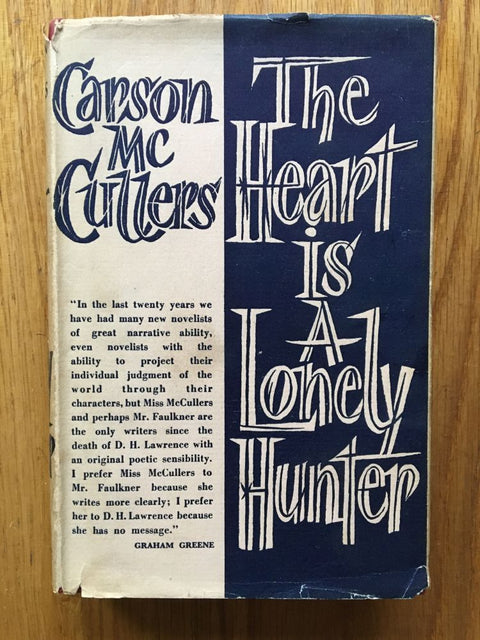 Carson
Mc
Cullers
The
Heart
is
A
Lonely
Hunter
"In the last twenty years we
have had many new novelists
of great narrative ability,
even novelists with the
ability to project their
individual judgment of the
world through their
characters, but Miss McCullers
and perhaps Mr. Faulkner are
the only writers since the
death of D. H. Lawrence with
an original poetic sensibility.
I prefer Miss McCullers to
Mr. Faulkner because she
writes more clearly; I prefer
her to D. H. Lawrence because
she has no message."
GRAHAM GREENE